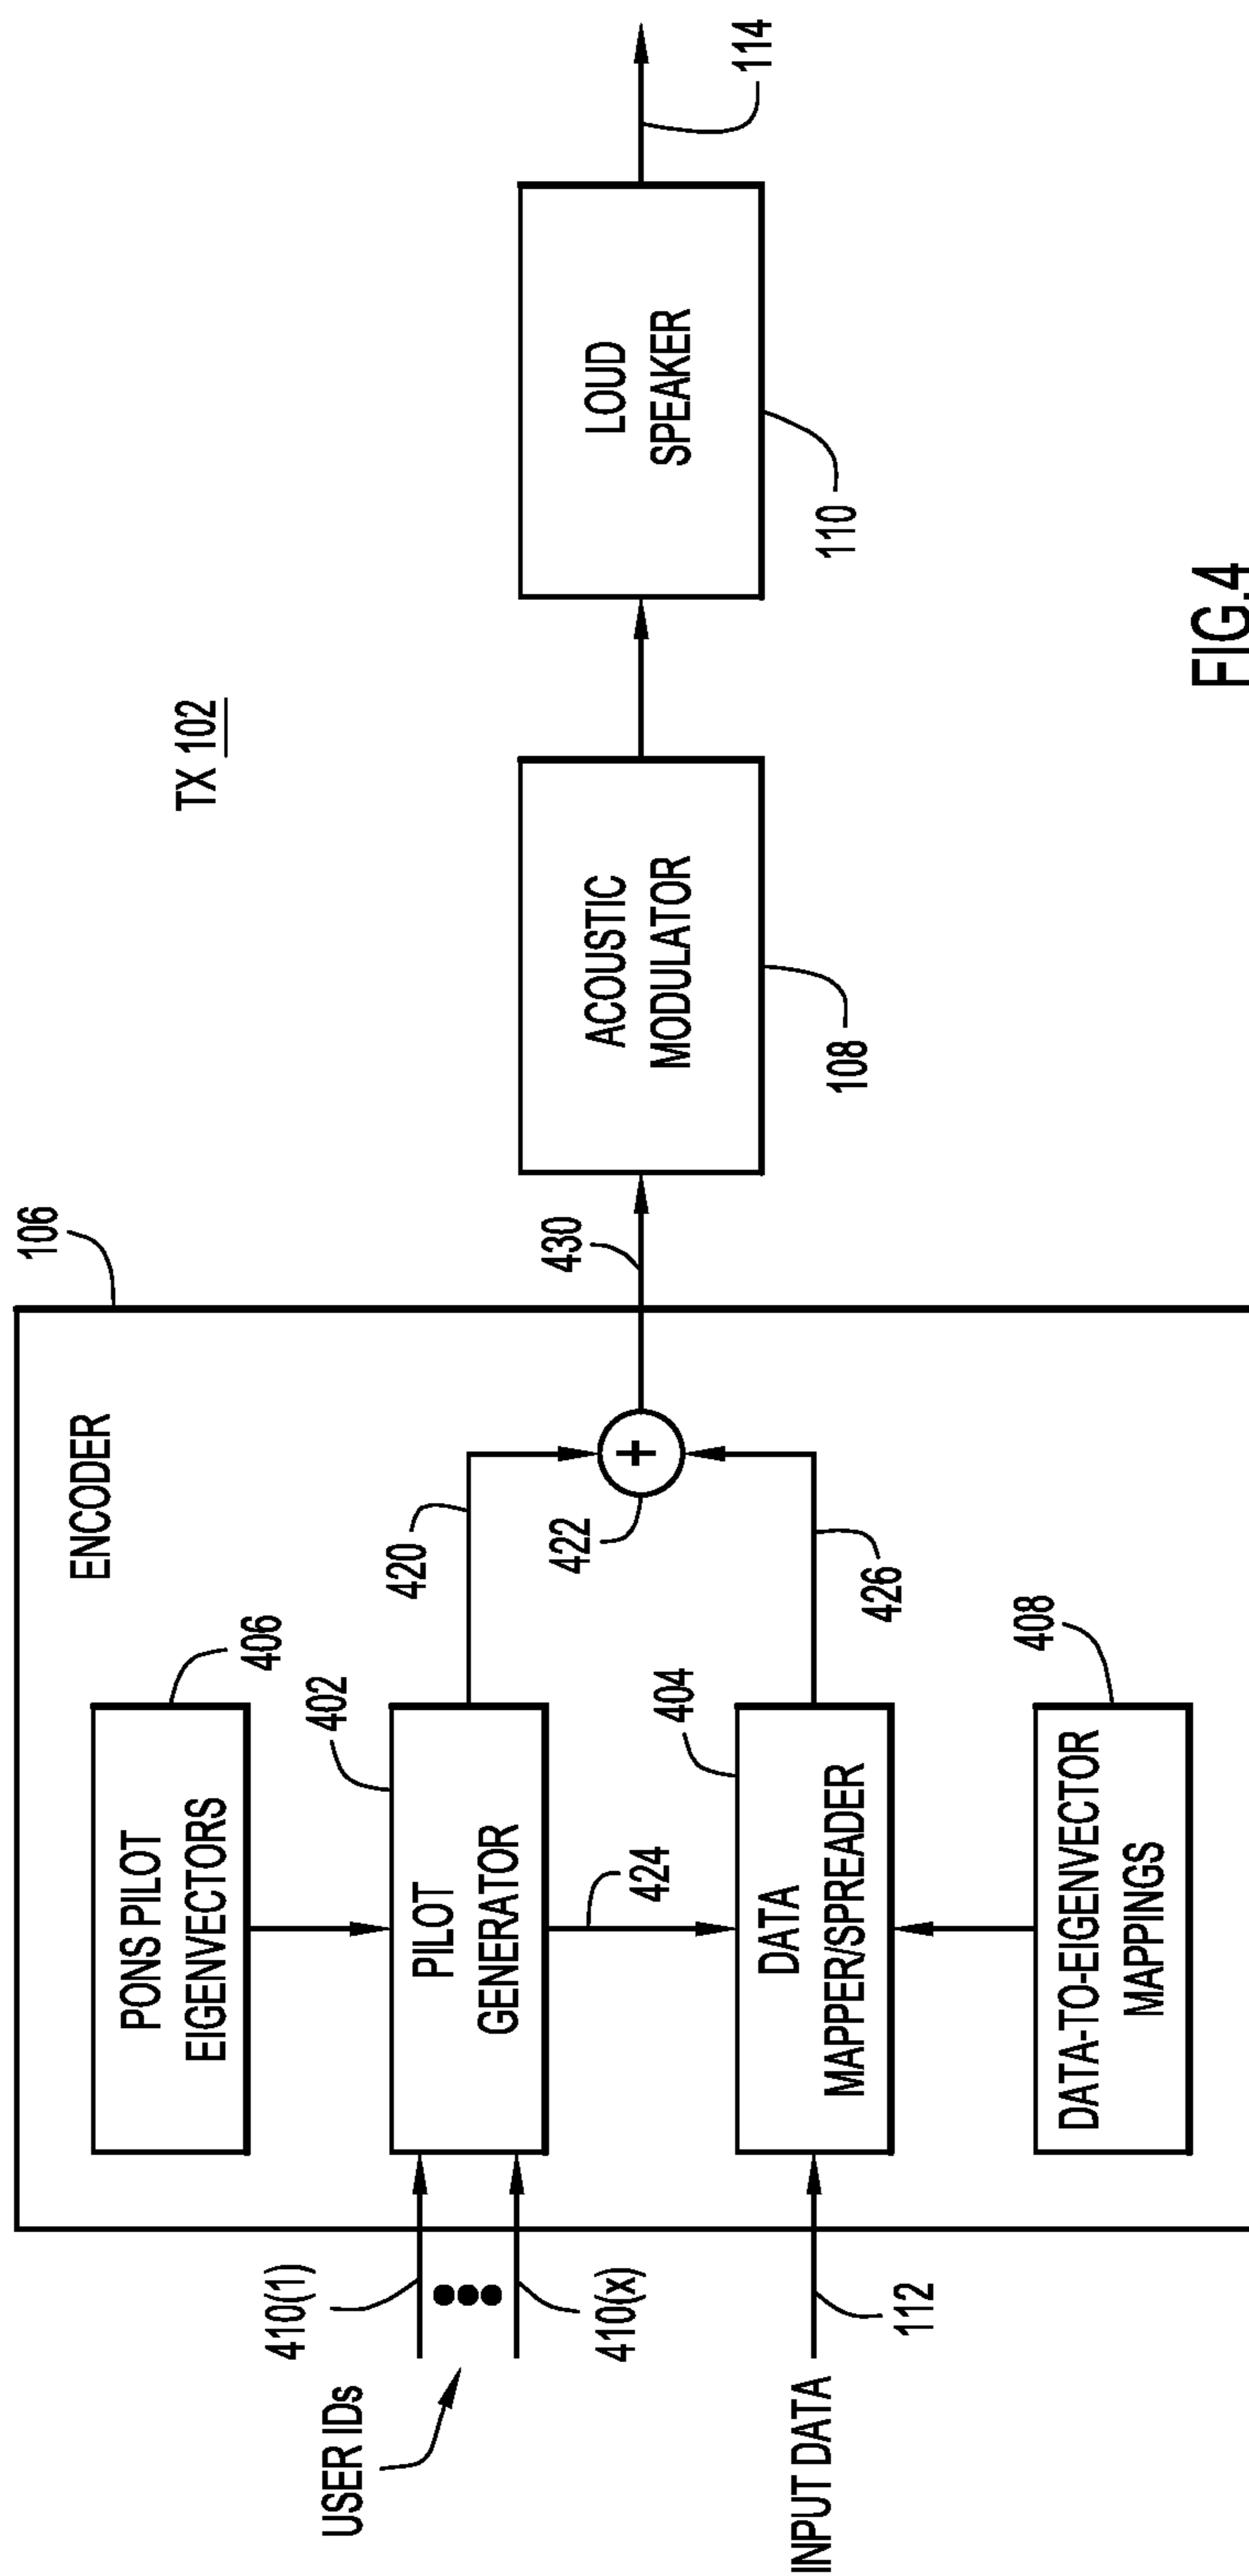 TX 102
106
ENCODER
PONS PILOT
EIGENVECTORS
406
402
420
PILOT
GENERATOR
424
USER IDs
410(1)
410(x)
+
422
430
ACOUSTIC
MODULATOR
108
LOUD
SPEAKER
110
114
404
426
DATA
MAPPER/SPREADER
INPUT DATA
112
408
DATA-TO-EIGENVECTOR
MAPPINGS
FIG.4